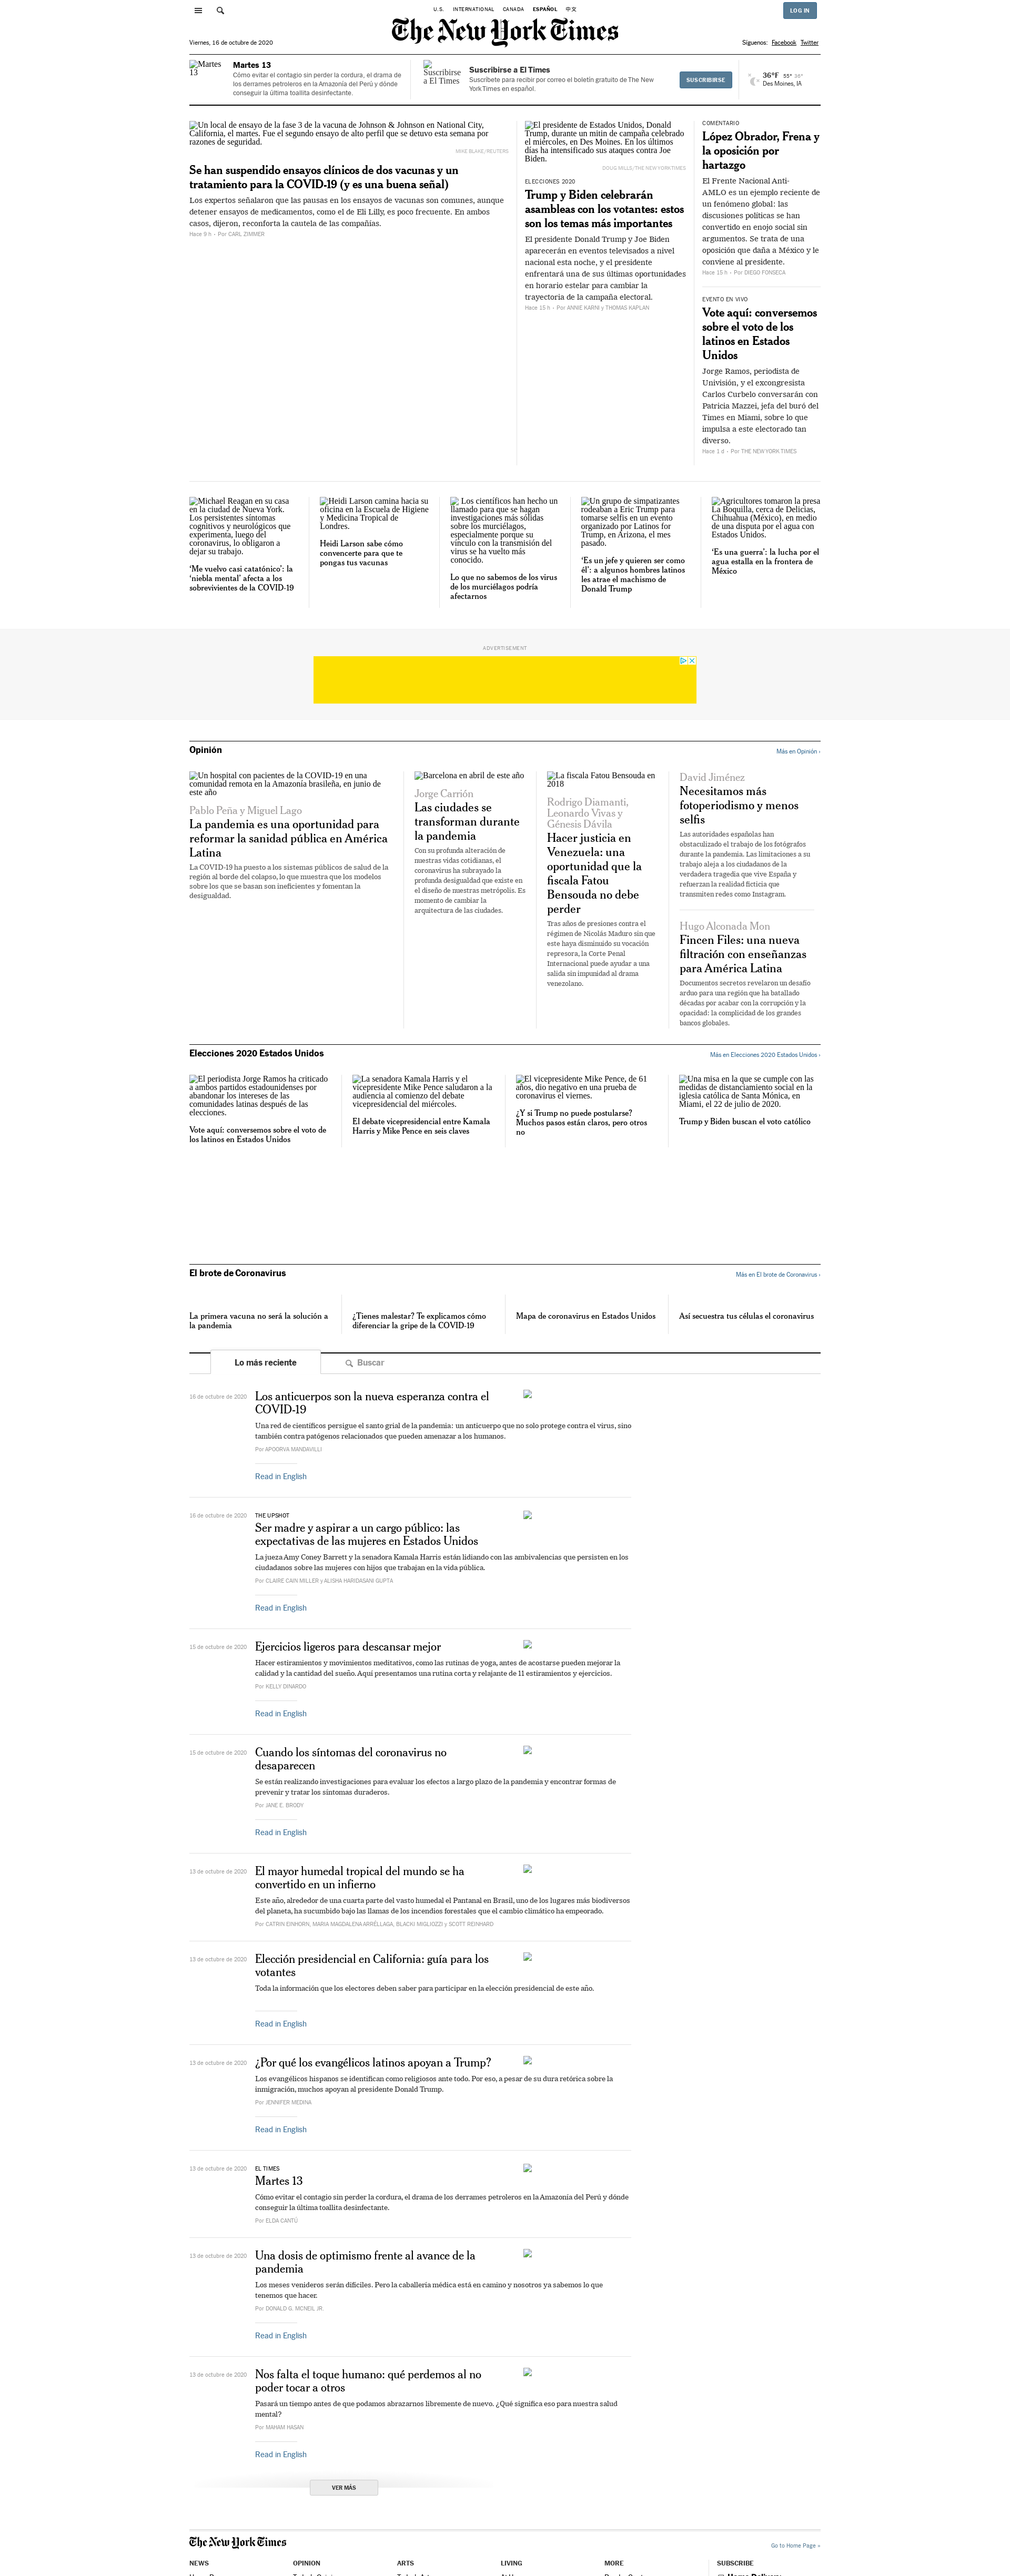 U.S. INTERNATIONAL CANADA ESPAÑOL 中文
LOG IN
The New York Times
Viernes, 16 de octubre de 2020
Síguenos: Facebook Twitter
Martes 13
Martes 13
Cómo evitar el contagio sin perder la cordura, el drama de
los derrames petroleros en la Amazonía del Perú y dónde
conseguir la última toallita desinfectante.
Suscribirse a El Times
Suscribirse a El Times
Suscríbete para recibir por correo el boletín gratuito de The New
York Times en español.
SUSCRIBIRSE
36°F 55° 36°
Des Moines, IA
Un local de ensayo de la fase 3 de la vacuna de Johnson & Johnson en National City,
California, el martes. Fue el segundo ensayo de alto perfil que se detuvo esta semana por
razones de seguridad.
MIKE BLAKE/REUTERS
Se han suspendido ensayos clínicos de dos vacunas y un
tratamiento para la COVID-19 (y es una buena señal)
Los expertos señalaron que las pausas en los ensayos de vacunas son comunes, aunque
detener ensayos de medicamentos, como el de Eli Lilly, es poco frecuente. En ambos
casos, dijeron, reconforta la cautela de las compañías.
Hace 9 h - Por CARL ZIMMER
El presidente de Estados Unidos, Donald
Trump, durante un mitin de campaña celebrado
el miércoles, en Des Moines. En los últimos
días ha intensificado sus ataques contra Joe
Biden.
DOUG MILLS/THE NEW YORK TIMES
ELECCIONES 2020
Trump y Biden celebrarán
asambleas con los votantes: estos
son los temas más importantes
El presidente Donald Trump y Joe Biden
aparecerán en eventos televisados a nivel
nacional esta noche, y el presidente
enfrentará una de sus últimas oportunidades
en horario estelar para cambiar la
trayectoria de la campaña electoral.
Hace 15 h - Por ANNIE KARNI y THOMAS KAPLAN
COMENTARIO
López Obrador, Frena y
la oposición por
hartazgo
El Frente Nacional Anti-
AMLO es un ejemplo reciente de
un fenómeno global: las
discusiones políticas se han
convertido en enojo social sin
argumentos. Se trata de una
oposición que daña a México y le
conviene al presidente.
Hace 15 h - Por DIEGO FONSECA
EVENTO EN VIVO
Vote aquí: conversemos
sobre el voto de los
latinos en Estados
Unidos
Jorge Ramos, periodista de
Univisión, y el excongresista
Carlos Curbelo conversarán con
Patricia Mazzei, jefa del buró del
Times en Miami, sobre lo que
impulsa a este electorado tan
diverso.
Hace 1 d - Por THE NEW YORK TIMES
Michael Reagan en su casa
en la ciudad de Nueva York.
Los persistentes síntomas
cognitivos y neurológicos que
experimenta, luego del
coronavirus, lo obligaron a
dejar su trabajo.
‘Me vuelvo casi catatónico’: la
‘niebla mental’ afecta a los
sobrevivientes de la COVID-19
Heidi Larson camina hacia su
oficina en la Escuela de Higiene
y Medicina Tropical de
Londres.
Heidi Larson sabe cómo
convencerte para que te
pongas tus vacunas
Los científicos han hecho un
llamado para que se hagan
investigaciones más sólidas
sobre los murciélagos,
especialmente porque su
vínculo con la transmisión del
virus se ha vuelto más
conocido.
Lo que no sabemos de los virus
de los murciélagos podría
afectarnos
Un grupo de simpatizantes
rodeaban a Eric Trump para
tomarse selfis en un evento
organizado por Latinos for
Trump, en Arizona, el mes
pasado.
‘Es un jefe y quieren ser como
él’: a algunos hombres latinos
les atrae el machismo de
Donald Trump
Agricultores tomaron la presa
La Boquilla, cerca de Delicias,
Chihuahua (México), en medio
de una disputa por el agua con
Estados Unidos.
‘Es una guerra’: la lucha por el
agua estalla en la frontera de
México
ADVERTISEMENT
Opinión
Más en Opinión ›
Un hospital con pacientes de la COVID-19 en una
comunidad remota en la Amazonía brasileña, en junio de
este año
Pablo Peña y Miguel Lago
La pandemia es una oportunidad para
reformar la sanidad pública en América
Latina
La COVID-19 ha puesto a los sistemas públicos de salud de la
región al borde del colapso, lo que muestra que los modelos
sobre los que se basan son ineficientes y fomentan la
desigualdad.
Barcelona en abril de este año
Jorge Carrión
Las ciudades se
transforman durante
la pandemia
Con su profunda alteración de
nuestras vidas cotidianas, el
coronavirus ha subrayado la
profunda desigualdad que existe en
el diseño de nuestras metrópolis. Es
momento de cambiar la
arquitectura de las ciudades.
La fiscala Fatou Bensouda en
2018
Rodrigo Diamanti,
Leonardo Vivas y
Génesis Dávila
Hacer justicia en
Venezuela: una
oportunidad que la
fiscala Fatou
Bensouda no debe
perder
Tras años de presiones contra el
régimen de Nicolás Maduro sin que
este haya disminuido su vocación
represora, la Corte Penal
Internacional puede ayudar a una
salida sin impunidad al drama
venezolano.
David Jiménez
Necesitamos más
fotoperiodismo y menos
selfis
Las autoridades españolas han
obstaculizado el trabajo de los fotógrafos
durante la pandemia. Las limitaciones a su
trabajo aleja a los ciudadanos de la
verdadera tragedia que vive España y
refuerzan la realidad ficticia que
transmiten redes como Instagram.
Hugo Alconada Mon
Fincen Files: una nueva
filtración con enseñanzas
para América Latina
Documentos secretos revelaron un desafío
arduo para una región que ha batallado
décadas por acabar con la corrupción y la
opacidad: la complicidad de los grandes
bancos globales.
Elecciones 2020 Estados Unidos
Más en Elecciones 2020 Estados Unidos ›
El periodista Jorge Ramos ha criticado
a ambos partidos estadounidenses por
abandonar los intereses de las
comunidades latinas después de las
elecciones.
Vote aquí: conversemos sobre el voto de
los latinos en Estados Unidos
La senadora Kamala Harris y el
vicepresidente Mike Pence saludaron a la
audiencia al comienzo del debate
vicepresidencial del miércoles.
El debate vicepresidencial entre Kamala
Harris y Mike Pence en seis claves
El vicepresidente Mike Pence, de 61
años, dio negativo en una prueba de
coronavirus el viernes.
¿Y si Trump no puede postularse?
Muchos pasos están claros, pero otros
no
Una misa en la que se cumple con las
medidas de distanciamiento social en la
iglesia católica de Santa Mónica, en
Miami, el 22 de julio de 2020.
Trump y Biden buscan el voto católico
El brote de Coronavirus
Más en El brote de Coronavirus ›
La primera vacuna no será la solución a
la pandemia
¿Tienes malestar? Te explicamos cómo
diferenciar la gripe de la COVID-19
Mapa de coronavirus en Estados Unidos
Así secuestra tus células el coronavirus
Lo más reciente
Buscar
16 de octubre de 2020
Los anticuerpos son la nueva esperanza contra el
COVID-19
Una red de científicos persigue el santo grial de la pandemia: un anticuerpo que no solo protege contra el virus, sino
también contra patógenos relacionados que pueden amenazar a los humanos.
Por APOORVA MANDAVILLI
Read in English
16 de octubre de 2020
THE UPSHOT
Ser madre y aspirar a un cargo público: las
expectativas de las mujeres en Estados Unidos
La jueza Amy Coney Barrett y la senadora Kamala Harris están lidiando con las ambivalencias que persisten en los
ciudadanos sobre las mujeres con hijos que trabajan en la vida pública.
Por CLAIRE CAIN MILLER y ALISHA HARIDASANI GUPTA
Read in English
15 de octubre de 2020
Ejercicios ligeros para descansar mejor
Hacer estiramientos y movimientos meditativos, como las rutinas de yoga, antes de acostarse pueden mejorar la
calidad y la cantidad del sueño. Aquí presentamos una rutina corta y relajante de 11 estiramientos y ejercicios.
Por KELLY DINARDO
Read in English
15 de octubre de 2020
Cuando los síntomas del coronavirus no
desaparecen
Se están realizando investigaciones para evaluar los efectos a largo plazo de la pandemia y encontrar formas de
prevenir y tratar los síntomas duraderos.
Por JANE E. BRODY
Read in English
13 de octubre de 2020
El mayor humedal tropical del mundo se ha
convertido en un infierno
Este año, alrededor de una cuarta parte del vasto humedal el Pantanal en Brasil, uno de los lugares más biodiversos
del planeta, ha sucumbido bajo las llamas de los incendios forestales que el cambio climático ha empeorado.
Por CATRIN EINHORN, MARIA MAGDALENA ARRÉLLAGA, BLACKI MIGLIOZZI y SCOTT REINHARD
13 de octubre de 2020
Elección presidencial en California: guía para los
votantes
Toda la información que los electores deben saber para participar en la elección presidencial de este año.
Read in English
13 de octubre de 2020
¿Por qué los evangélicos latinos apoyan a Trump?
Los evangélicos hispanos se identifican como religiosos ante todo. Por eso, a pesar de su dura retórica sobre la
inmigración, muchos apoyan al presidente Donald Trump.
Por JENNIFER MEDINA
Read in English
13 de octubre de 2020
EL TIMES
Martes 13
Cómo evitar el contagio sin perder la cordura, el drama de los derrames petroleros en la Amazonía del Perú y dónde
conseguir la última toallita desinfectante.
Por ELDA CANTÚ
13 de octubre de 2020
Una dosis de optimismo frente al avance de la
pandemia
Los meses venideros serán difíciles. Pero la caballería médica está en camino y nosotros ya sabemos lo que
tenemos que hacer.
Por DONALD G. MCNEIL JR.
Read in English
13 de octubre de 2020
Nos falta el toque humano: qué perdemos al no
poder tocar a otros
Pasará un tiempo antes de que podamos abrazarnos libremente de nuevo. ¿Qué significa eso para nuestra salud
mental?
Por MAHAM HASAN
Read in English
VER MÁS
The New York Times
Go to Home Page »
NEWS OPINION ARTS LIVING MORE SUBSCRIBE